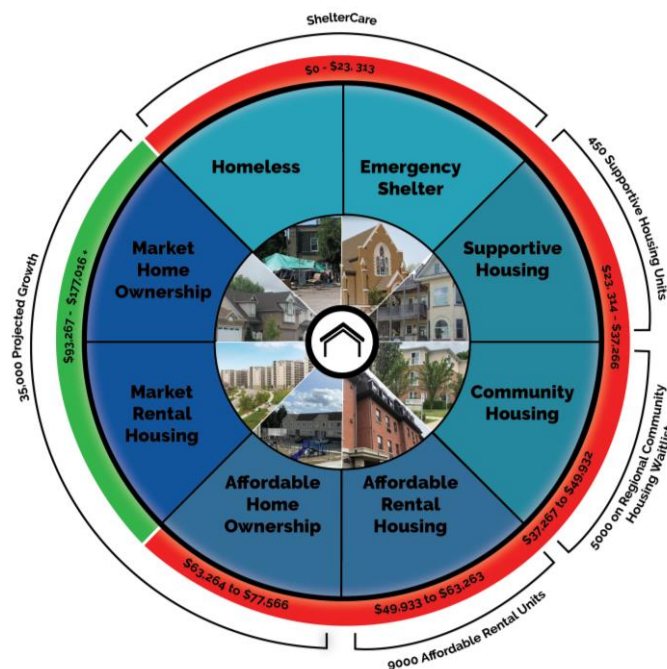 ShelterCare
$0 - $23, 313
Homeless
Emergency
Shelter
450 Supportive Housing Units
$23, 314 - $37,266
Supportive
Housing
Community
Housing
$37,267 to $49,932
5000 on Regional Community
Housing Waitlist
Affordable
Rental
Housing
$49,933 to $63,263
9000 Affordable Rental Units
Affordable
Home
Ownership
$63,264 to $77,566
Market
Rental
Housing
Market
Home
Ownership
$93,267 - $177,016 +
35,000 Projected Growth